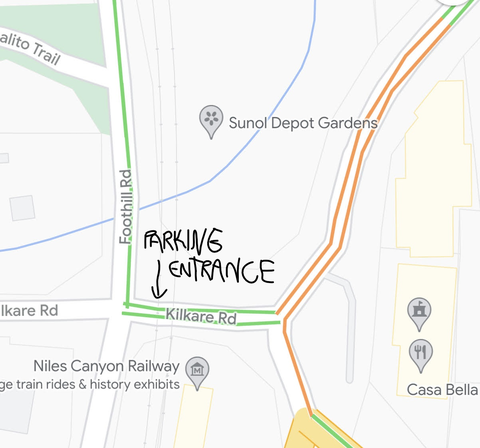 alito Trail
Sunol Depot Gardens
Foothill Rd
PARKING
ENTRANCE
lkare Rd
Kilkare Rd
Niles Canyon Railway
ge train rides & history exhibits
Casa Bella